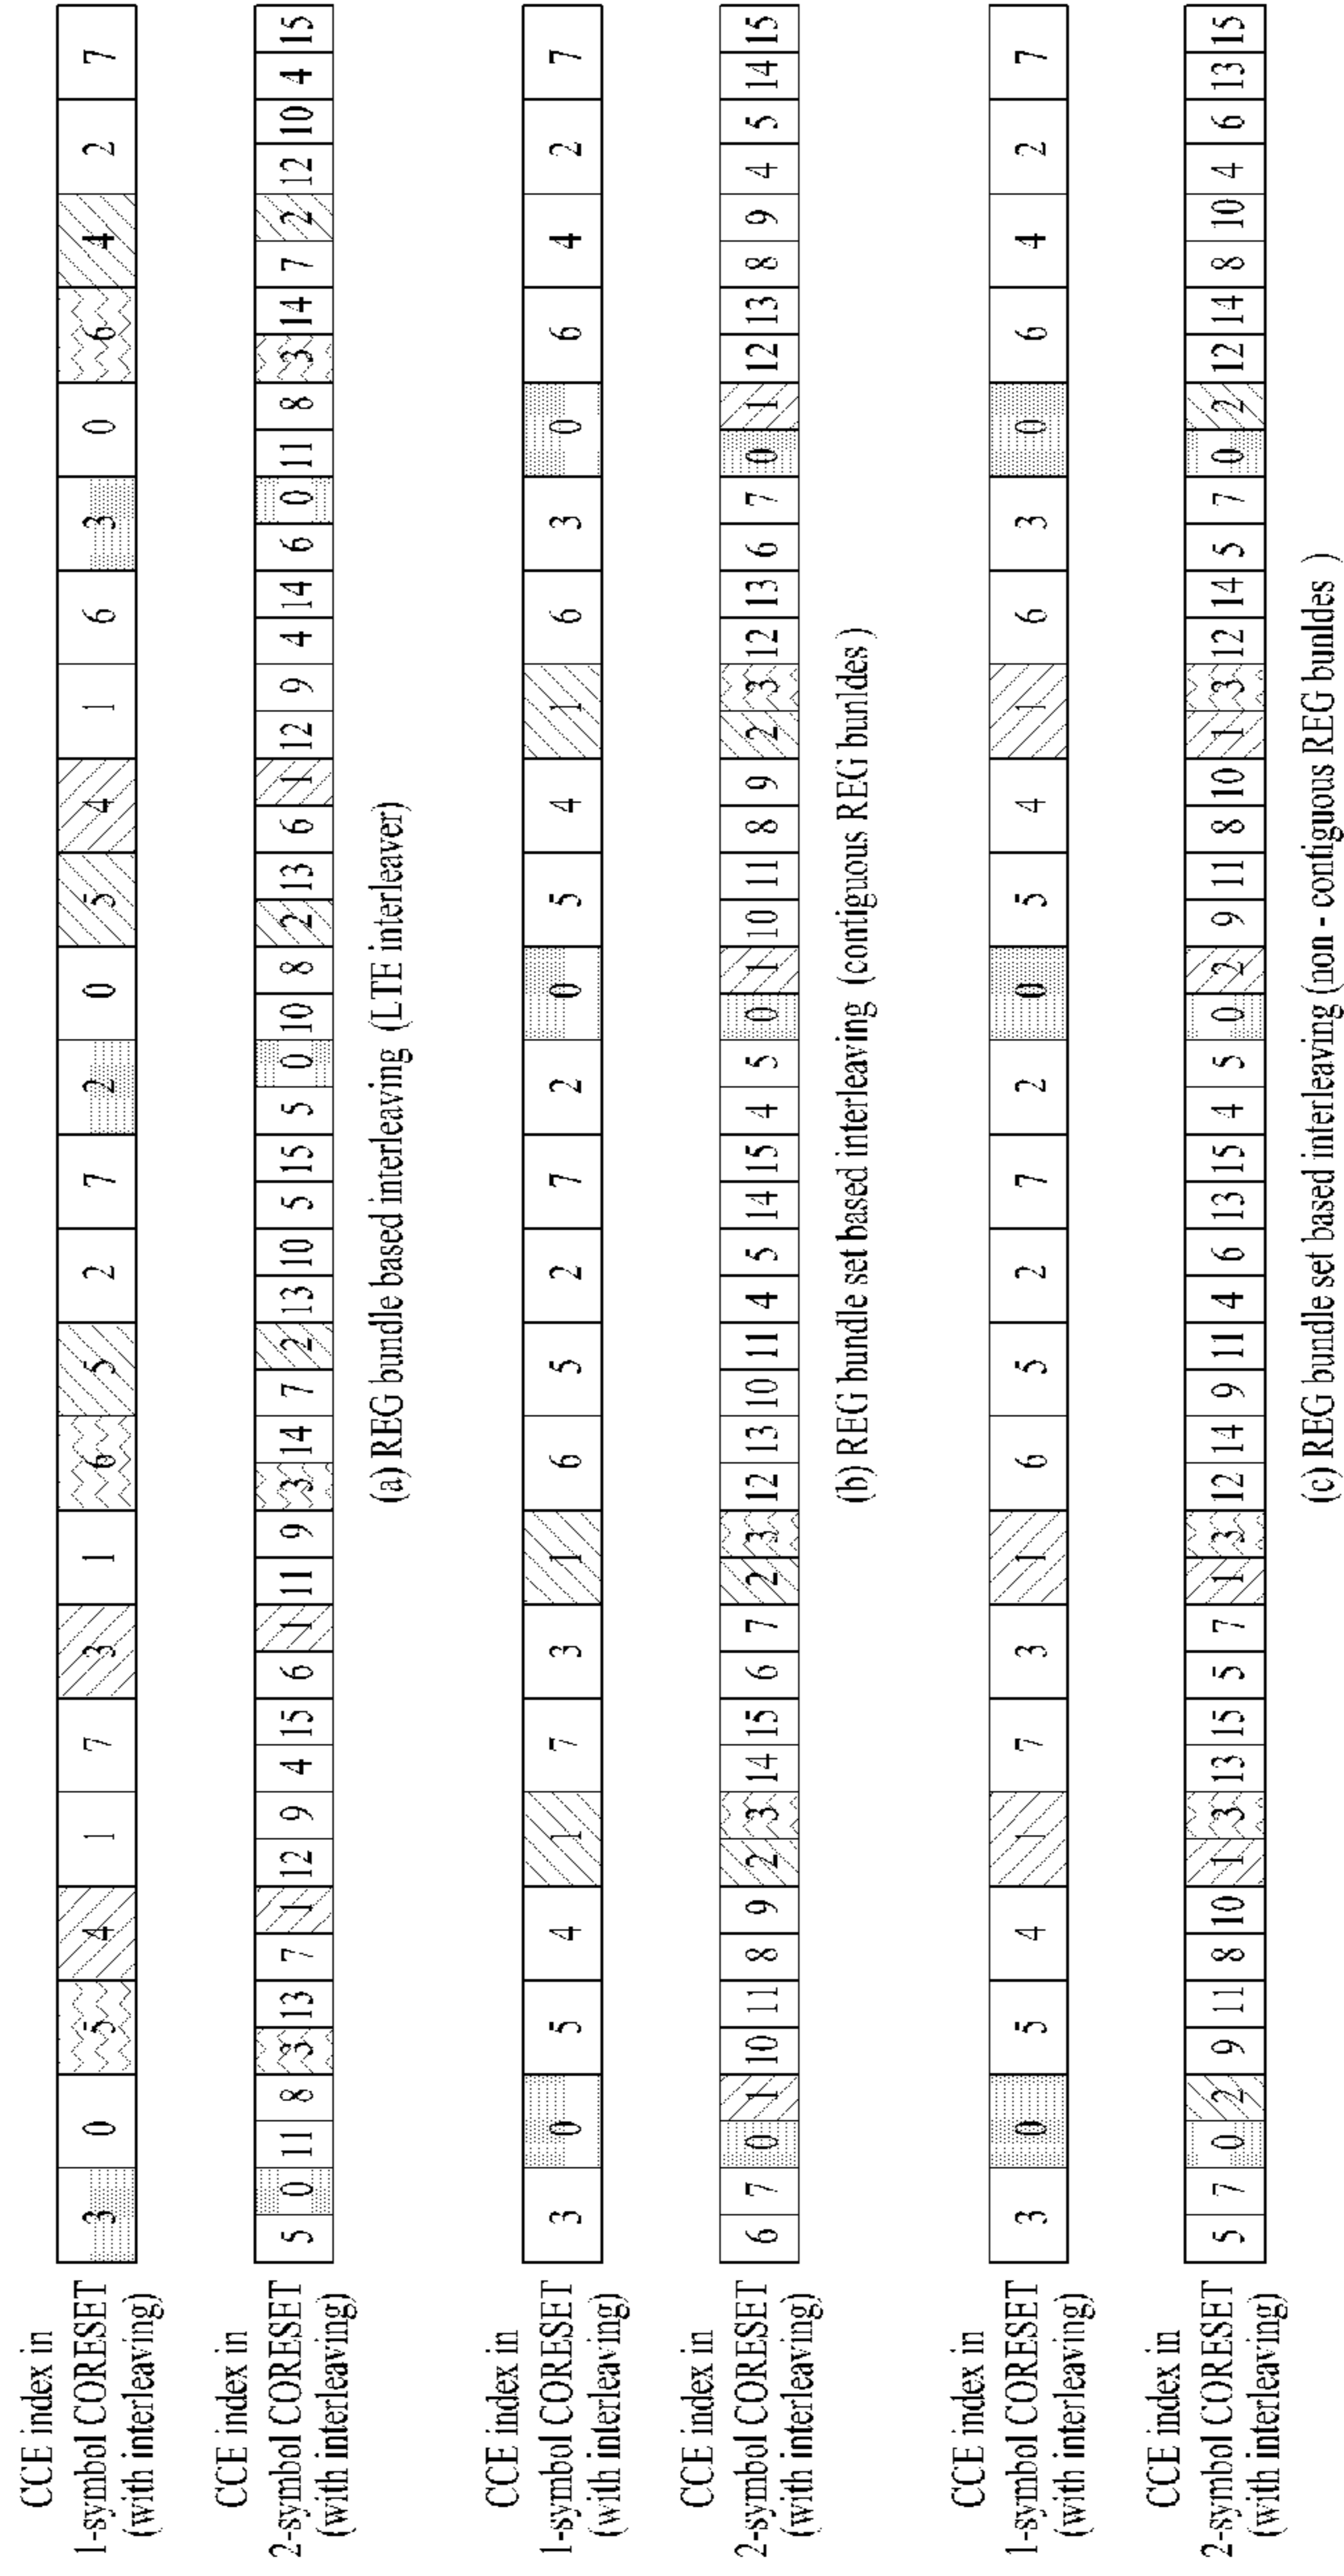 CCE index in
1-symbol CORESET
(with interleaving)
3 0 5 4 1 7 3 1 6 5 2 7 2 0 5 4 1 6 3 0 6 4 2 7
CCE index in
2-symbol CORESET
(with interleaving)
5 0 11 8 3 13 7 1 12 9 4 15 6 1 11 9 3 14 7 2 13 10 5 15 5 0 10 8 2 13 6 1 12 9 4 14 6 0 11 8 3 14 7 2 12 10 4 15
(a) REG bundle based interleaving (LTE interleaver)
CCE index in
1-symbol CORESET
(with interleaving)
3 0 5 4 1 7 3 1 6 5 2 7 2 0 5 4 1 6 3 0 6 4 2 7
CCE index in
2-symbol CORESET
(with interleaving)
6 7 0 1 10 11 8 9 2 3 14 15 6 7 2 3 12 13 10 11 4 5 14 15 4 5 0 1 10 11 8 9 2 3 12 13 6 7 0 1 12 13 8 9 4 5 14 15
(b) REG bundle set based interleaving (contiguous REG bunldes )
CCE index in
1-symbol CORESET
(with interleaving)
3 0 5 4 1 7 3 1 6 5 2 7 2 0 5 4 1 6 3 0 6 4 2 7
CCE index in
2-symbol CORESET
(with interleaving)
5 7 0 2 9 11 8 10 1 3 13 15 5 7 1 3 12 14 9 11 4 6 13 15 4 5 0 2 9 11 8 10 1 3 12 14 5 7 0 2 12 14 8 10 4 6 13 15
(c) REG bundle set based interleaving (non - contiguous REG bunldes )